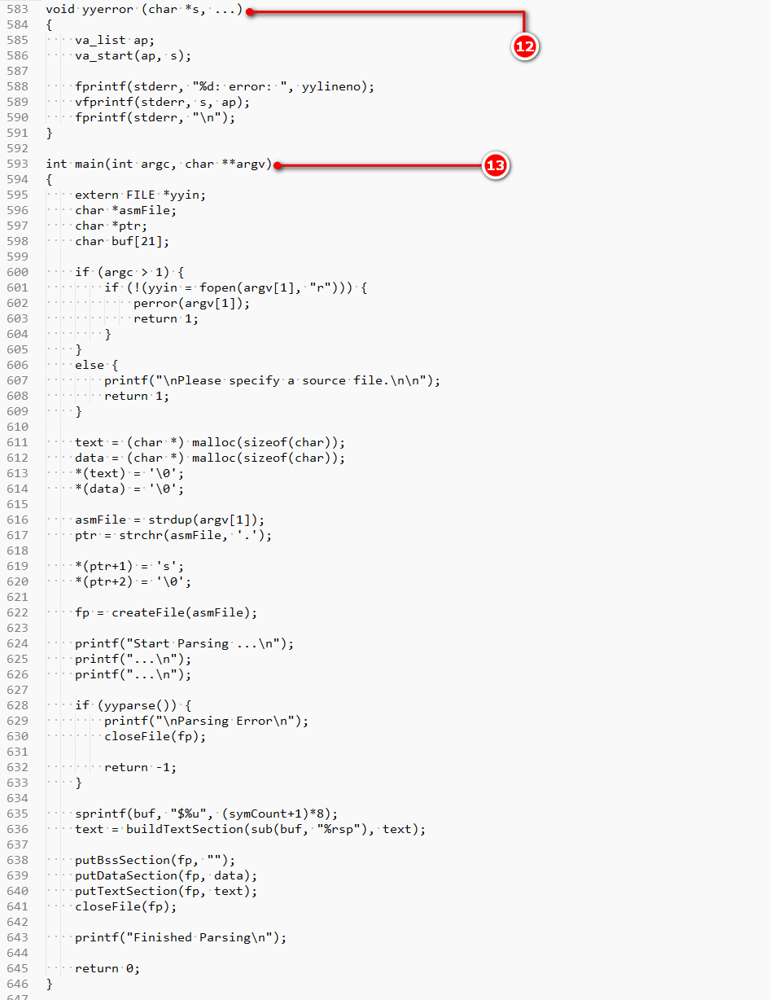 583 void yyerror (char *s, ...)
584 {
12
585 va_list ap;
586 va_start(ap, s);
587
588 fprintf(stderr, "%d: error: ", yylineno);
589 vfprintf(stderr, s, ap);
590 fprintf(stderr, "\n");
591 }
592
593 int main(int argc, char **argv)
13
594 {
595 extern FILE *yyin;
596 char *asmFile;
597 char *ptr;
598 char buf[21];
599
600 if (argc > 1) {
601 if (!(yyin = fopen(argv[1], "r"))) {
602 perror(argv[1]);
603 return 1;
604 }
605 }
606 else {
607 printf("\nPlease specify a source file.\n\n");
608 return 1;
609 }
610
611 text = (char *) malloc(sizeof(char));
612 data = (char *) malloc(sizeof(char));
613 *(text) = '\0';
614 *(data) = '\0';
615
616 asmFile = strdup(argv[1]);
617 ptr = strchr(asmFile, '.');
618
619 *(ptr+1) = 's';
620 *(ptr+2) = '\0';
621
622 fp = createFile(asmFile);
623
624 printf("Start Parsing ...\n");
625 printf("...\n");
626 printf("...\n");
627
628 if (yyparse()) {
629 printf("\nParsing Error\n");
630 closeFile(fp);
631
632 return -1;
633 }
634
635 sprintf(buf, "$%u", (symCount+1)*8);
636 text = buildTextSection(sub(buf, "%rsp"), text);
637
638 putBssSection(fp, "");
639 putDataSection(fp, data);
640 putTextSection(fp, text);
641 closeFile(fp);
642
643 printf("Finished Parsing\n");
644
645 return 0;
646 }
647